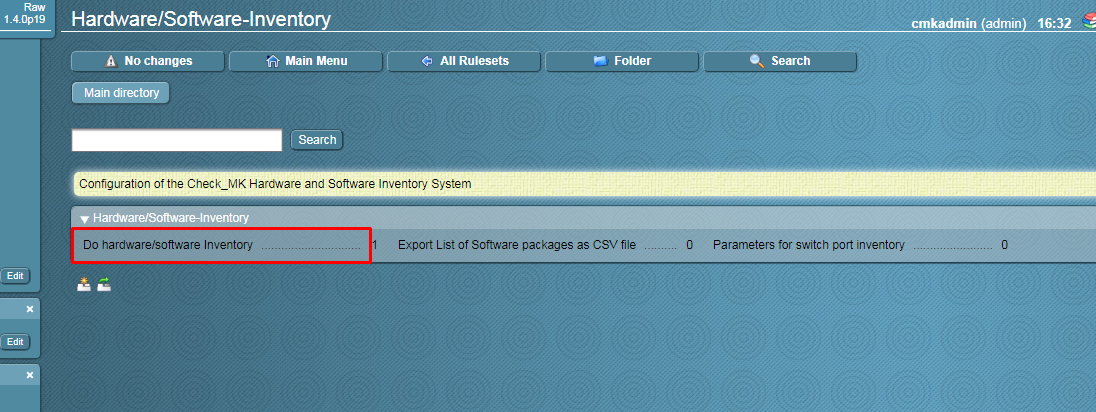 Raw
1.4.0p19
Hardware/Software-Inventory
cmkadmin (admin) 16:32
No changes
Main Menu
All Rulesets
Folder
Search
Main directory
Search
Configuration of the Check_MK Hardware and Software Inventory System
Hardware/Software-Inventory
Do hardware/software Inventory 1
Export List of Software packages as CSV file 0
Parameters for switch port inventory 0
Edit
Edit